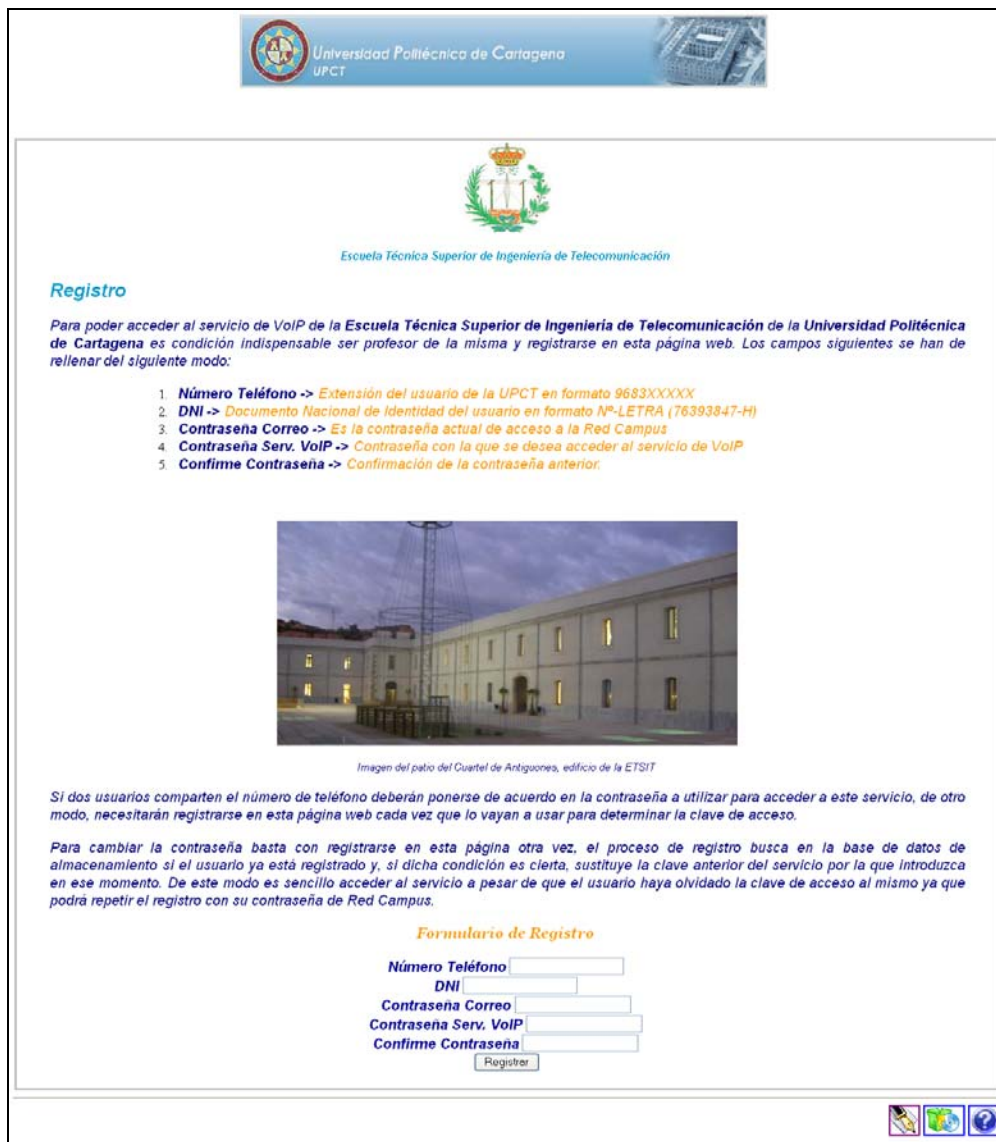 Universidad Politécnica de Cartagena
UPCT
Escuela Técnica Superior de Ingeniería de Telecomunicación
Registro
Para poder acceder al servicio de VoIP de la Escuela Técnica Superior de Ingeniería de Telecomunicación de la Universidad Politécnica
de Cartagena es condición indispensable ser profesor de la misma y registrarse en esta página web. Los campos siguientes se han de
rellenar del siguiente modo:
1. Número Teléfono -> Extensión del usuario de la UPCT en formato 9683XXXXX
2. DNI -> Documento Nacional de Identidad del usuario en formato Nº-LETRA (76393847-H)
3. Contraseña Correo -> Es la contraseña actual de acceso a la Red Campus
4. Contraseña Serv. VoIP -> Contraseña con la que se desea acceder al servicio de VoIP
5. Confirme Contraseña -> Confirmación de la contraseña anterior.
Imagen del patio del Cuartel de Antiguones, edificio de la ETSIT
Si dos usuarios comparten el número de teléfono deberán ponerse de acuerdo en la contraseña a utilizar para acceder a este servicio, de otro
modo, necesitarán registrarse en esta página web cada vez que lo vayan a usar para determinar la clave de acceso.
Para cambiar la contraseña basta con registrarse en esta página otra vez, el proceso de registro busca en la base de datos de
almacenamiento si el usuario ya está registrado y, si dicha condición es cierta, sustituye la clave anterior del servicio por la que introduzca
en ese momento. De este modo es sencillo acceder al servicio a pesar de que el usuario haya olvidado la clave de acceso al mismo ya que
podrá repetir el registro con su contraseña de Red Campus.
Formulario de Registro
Número Teléfono
DNI
Contraseña Correo
Contraseña Serv. VoIP
Confirme Contraseña
Registrar